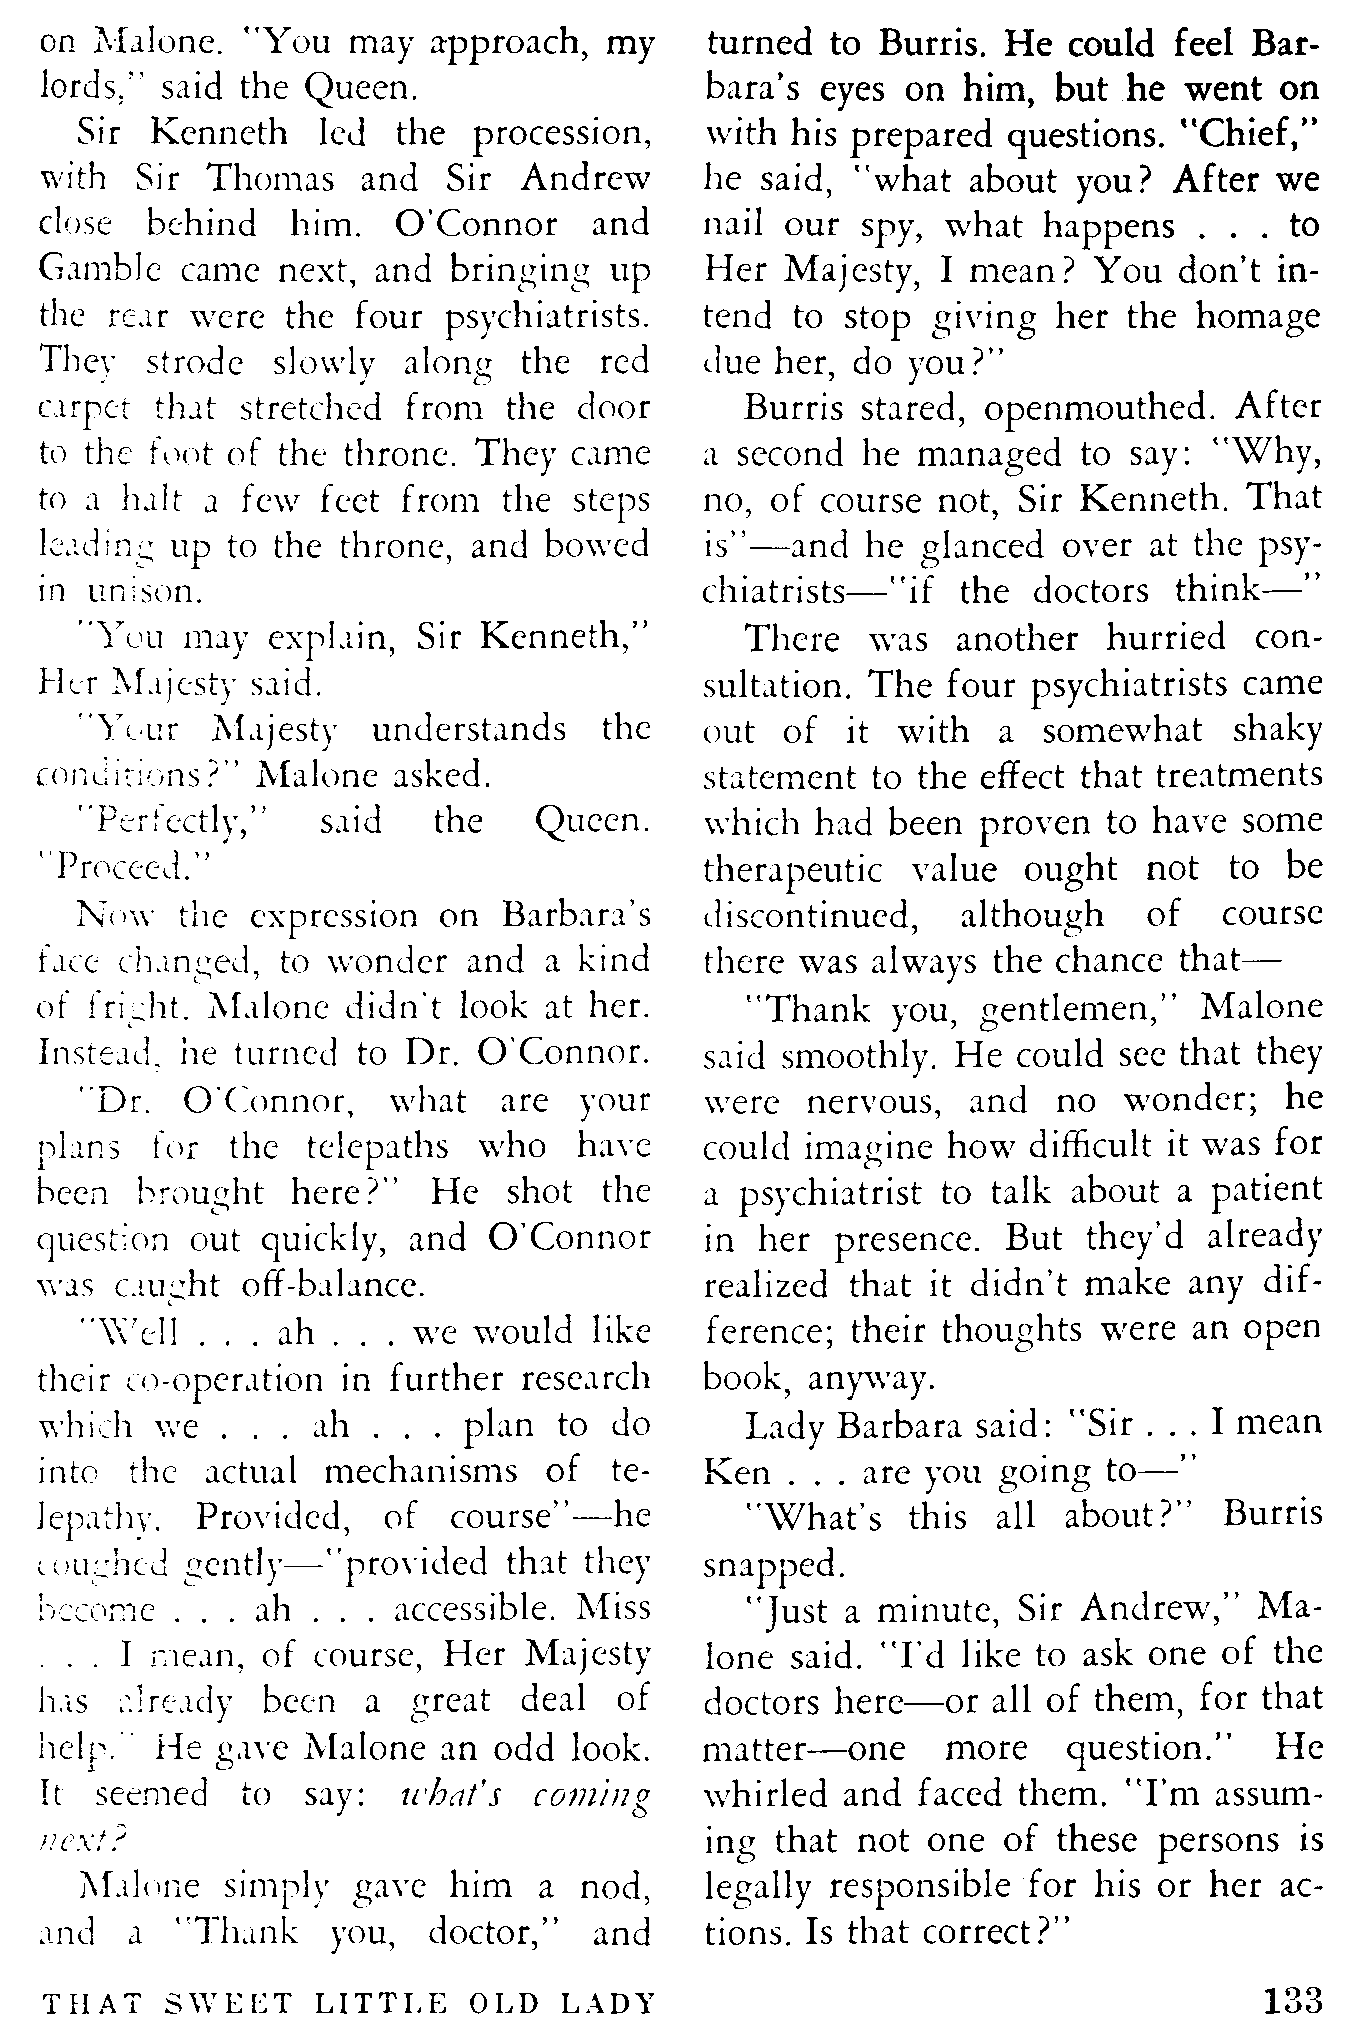 on Malone. "You may approach, my
lords," said the Queen.
Sir Kenneth led the procession,
with Sir Thomas and Sir Andrew
close behind him. O'Connor and
Gamble came next, and bringing up
the rear were the four psychiatrists.
They strode slowly along the red
carpet that stretched from the door
to the foot of the throne. They came
to a halt a few feet from the steps
leading up to the throne, and bowed
in unison.
"You may explain, Sir Kenneth,"
Her Majesty said.
"Your Majesty understands the
conditions?" Malone asked.
"Perfectly," said the Queen.
"Proceed."
Now the expression on Barbara's
face changed, to wonder and a kind
of fright. Malone didn't look at her.
Instead, he turned to Dr. O'Connor.
"Dr. O'Connor, what are your
plans for the telepaths who have
been brought here?" He shot the
question out quickly, and O'Connor
was caught off-balance.
"Well . . . ah . . . we would like
their co-operation in further research
which we . . . ah . . . plan to do
into the actual mechanisms of te-
lepathy. Provided, of course"—he
coughed gently—"provided that they
become . . . ah . . . accessible. Miss
. . . I mean, of course, Her Majesty
has already been a great deal of
help." He gave Malone an odd look.
It seemed to say: what's coming
next?
Malone simply gave him a nod,
and a "Thank you, doctor," and
turned to Burris. He could feel Bar-
bara's eyes on him, but he went on
with his prepared questions. "Chief,"
he said, "what about you? After we
nail our spy, what happens . . . to
Her Majesty, I mean? You don't in-
tend to stop giving her the homage
due her, do you?"
Burris stared, openmouthed. After
a second he managed to say: "Why,
no, of course not, Sir Kenneth. That
is"—and he glanced over at the psy-
chiatrists—"if the doctors think—"
There was another hurried con-
sultation. The four psychiatrists came
out of it with a somewhat shaky
statement to the effect that treatments
which had been proven to have some
therapeutic value ought not to be
discontinued, although of course
there was always the chance that—
"Thank you, gentlemen," Malone
said smoothly. He could see that they
were nervous, and no wonder; he
could imagine how difficult it was for
a psychiatrist to talk about a patient
in her presence. But they'd already
realized that it didn't make any dif-
ference; their thoughts were an open
book, anyway.
Lady Barbara said: "Sir . . . I mean
Ken . . . are you going to—"
"What's this all about?" Burris
snapped.
"Just a minute, Sir Andrew," Ma-
lone said. "I'd like to ask one of the
doctors here—or all of them, for that
matter—one more question." He
whirled and faced them. "I'm assum-
ing that not one of these persons is
legally responsible for his or her ac-
tions. Is that correct?"
THAT SWEET LITTLE OLD LADY
133